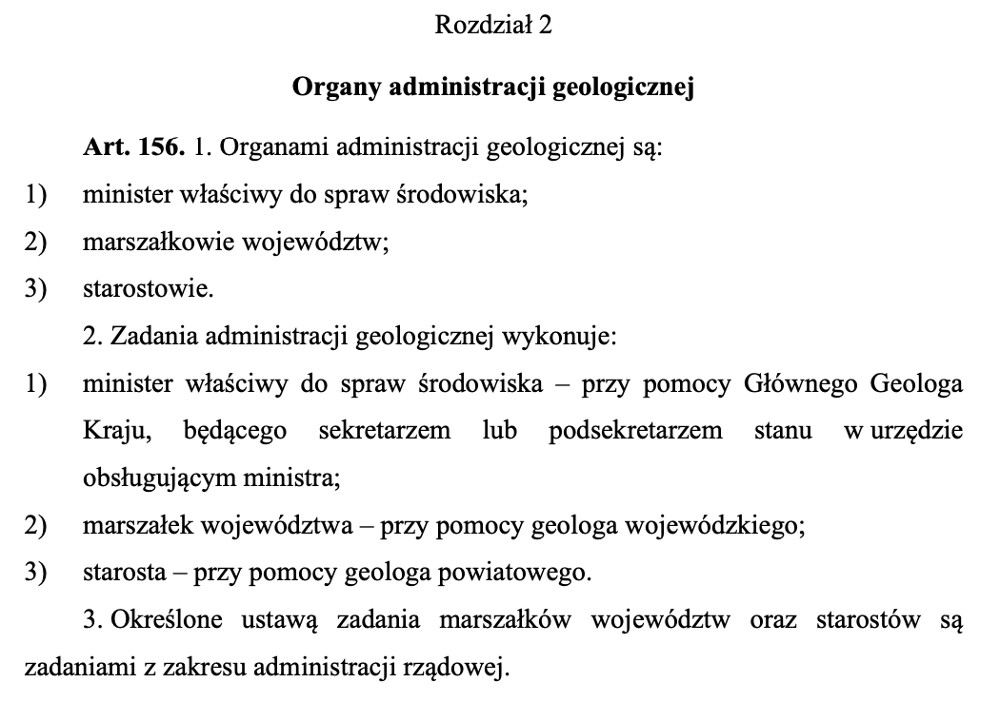 Rozdział 2
Organy administracji geologicznej
Art. 156. 1. Organami administracji geologicznej są:
1) minister właściwy do spraw środowiska;
2) marszałkowie województw;
3) starostowie.
2. Zadania administracji geologicznej wykonuje:
1) minister właściwy do spraw środowiska – przy pomocy Głównego Geologa
Kraju, będącego sekretarzem lub podsekretarzem stanu w urzędzie
obsługującym ministra;
2) marszałek województwa – przy pomocy geologa wojewódzkiego;
3) starosta – przy pomocy geologa powiatowego.
3. Określone ustawą zadania marszałków województw oraz starostów są
zadaniami z zakresu administracji rządowej.